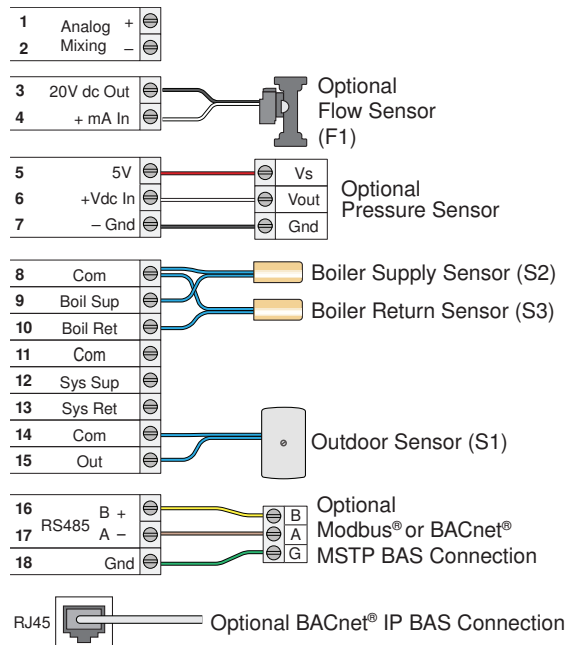 1 Analog +
2 Mixing –
3 20V dc Out
4 + mA In
Optional
Flow Sensor
(F1)
5 5V
6 +Vdc In
7 – Gnd
Vs
Vout
Gnd
Optional
Pressure Sensor
8 Com
9 Boil Sup
10 Boil Ret
11 Com
12 Sys Sup
13 Sys Ret
14 Com
15 Out
Boiler Supply Sensor (S2)
Boiler Return Sensor (S3)
Outdoor Sensor (S1)
16 B +
RS485
17 A –
18 Gnd
B
A
G
Optional
Modbus® or BACnet®
MSTP BAS Connection
RJ45
Optional BACnet® IP BAS Connection